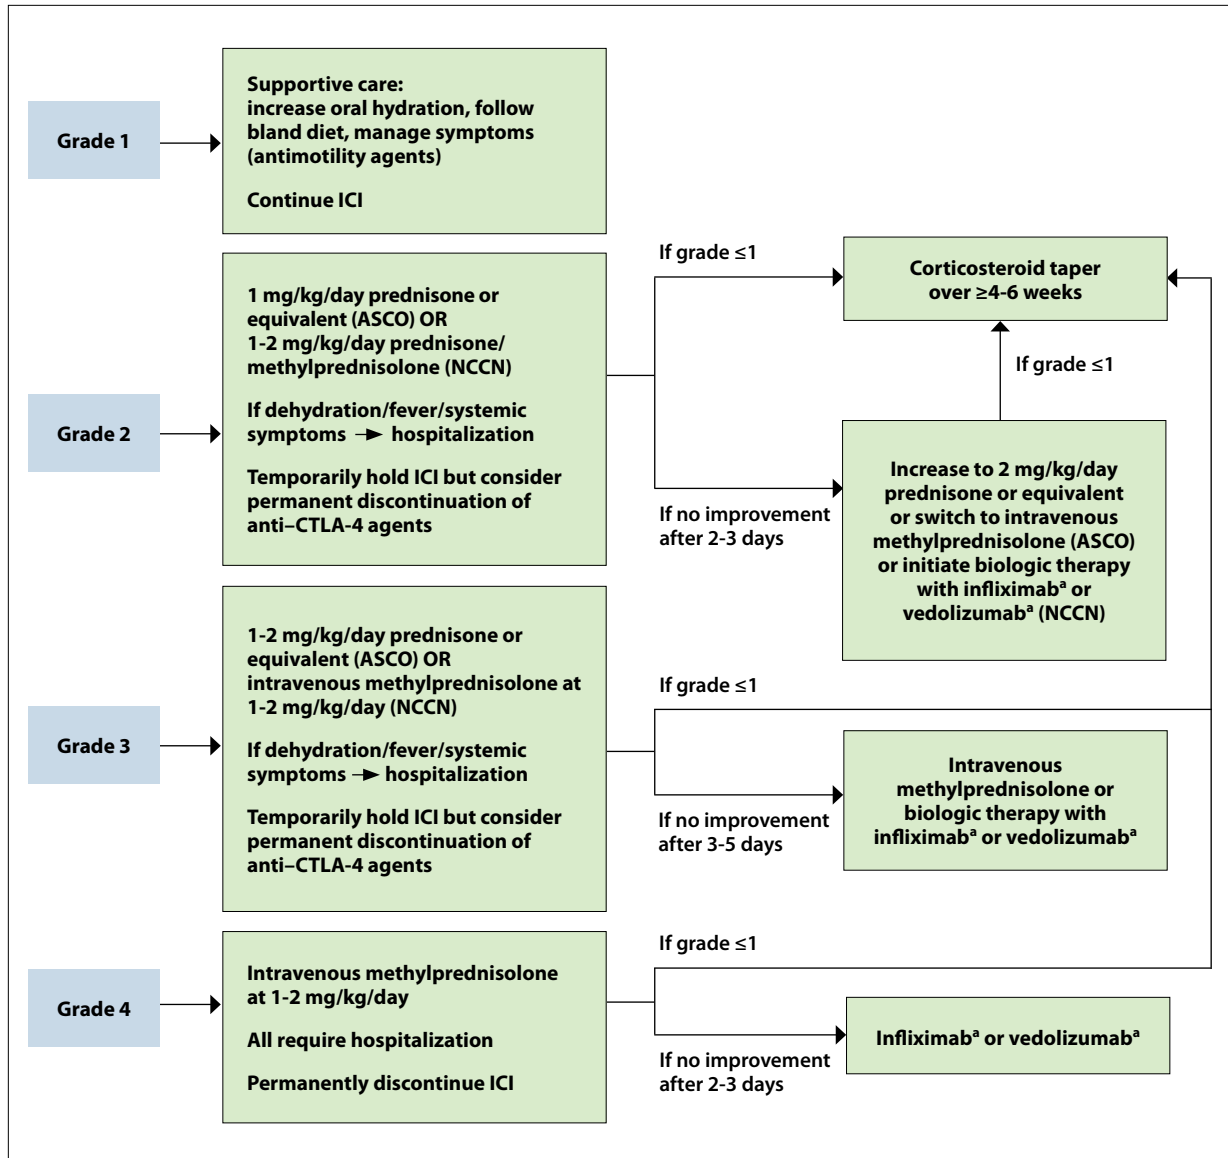 Grade 1
Supportive care:
increase oral hydration, follow
bland diet, manage symptoms
(antimotility agents)
Continue ICI
Grade 2
1 mg/kg/day prednisone or
equivalent (ASCO) OR
1-2 mg/kg/day prednisone/
methylprednisolone (NCCN)
If dehydration/fever/systemic
symptoms → hospitalization
Temporarily hold ICI but consider
permanent discontinuation of
anti–CTLA-4 agents
If grade ≤1
Corticosteroid taper
over ≥4-6 weeks
If grade ≤1
If no improvement
after 2-3 days
Increase to 2 mg/kg/day
prednisone or equivalent
or switch to intravenous
methylprednisolone (ASCO)
or initiate biologic therapy
with infliximabᵃ or
vedolizumabᵃ (NCCN)
Grade 3
1-2 mg/kg/day prednisone or
equivalent (ASCO) OR
intravenous methylprednisolone at
1-2 mg/kg/day (NCCN)
If dehydration/fever/systemic
symptoms → hospitalization
Temporarily hold ICI but consider
permanent discontinuation of
anti–CTLA-4 agents
If grade ≤1
If no improvement
after 3-5 days
Intravenous
methylprednisolone or
biologic therapy with
infliximabᵃ or vedolizumabᵃ
Grade 4
Intravenous methylprednisolone
at 1-2 mg/kg/day
All require hospitalization
Permanently discontinue ICI
If grade ≤1
If no improvement
after 2-3 days
Infliximabᵃ or vedolizumabᵃ